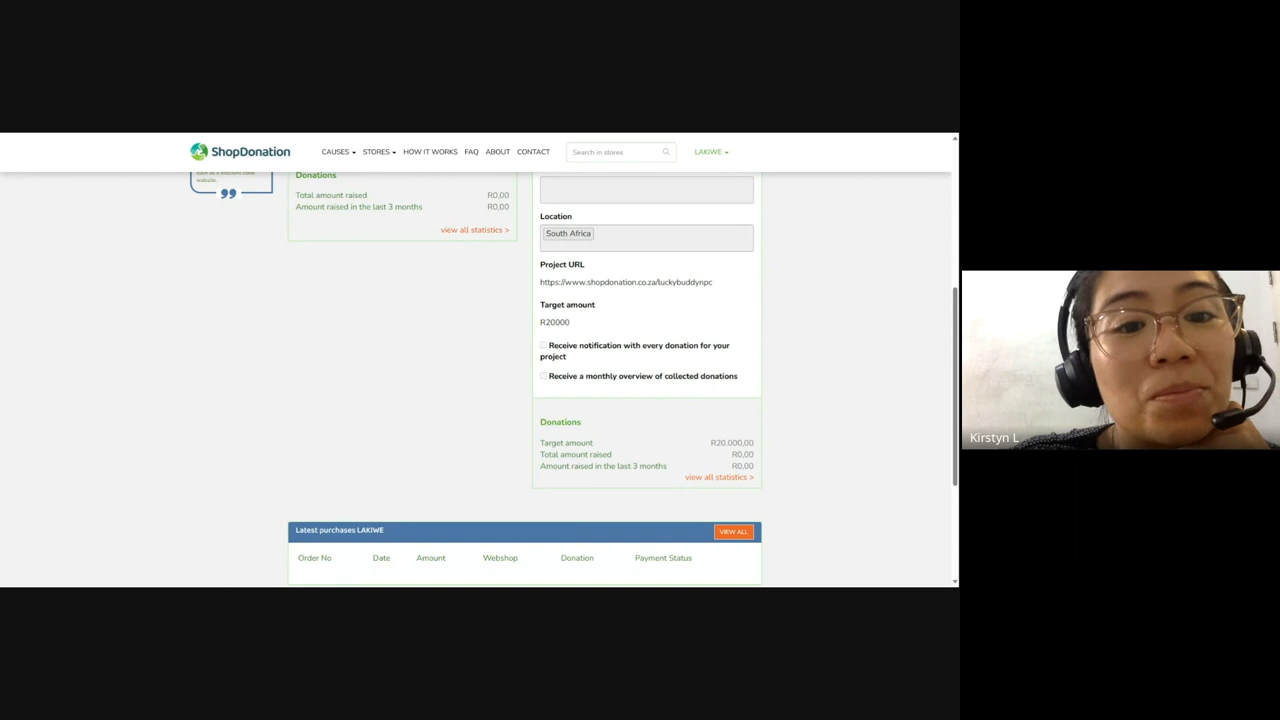 ShopDonation
CAUSES STORES HOW IT WORKS FAQ ABOUT CONTACT Search in stores LAKIWE
website.
Donations
Total amount raised R0,00
Amount raised in the last 3 months R0,00
view all statistics >
Location
South Africa
Project URL
https://www.shopdonation.co.za/luckybuddynpc
Target amount
R20000
Receive notification with every donation for your
project
Receive a monthly overview of collected donations
Donations
Target amount R20.000,00
Total amount raised R0,00
Amount raised in the last 3 months R0,00
view all statistics >
Latest purchases LAKIWE VIEW ALL
Order No Date Amount Webshop Donation Payment Status
Kirstyn L